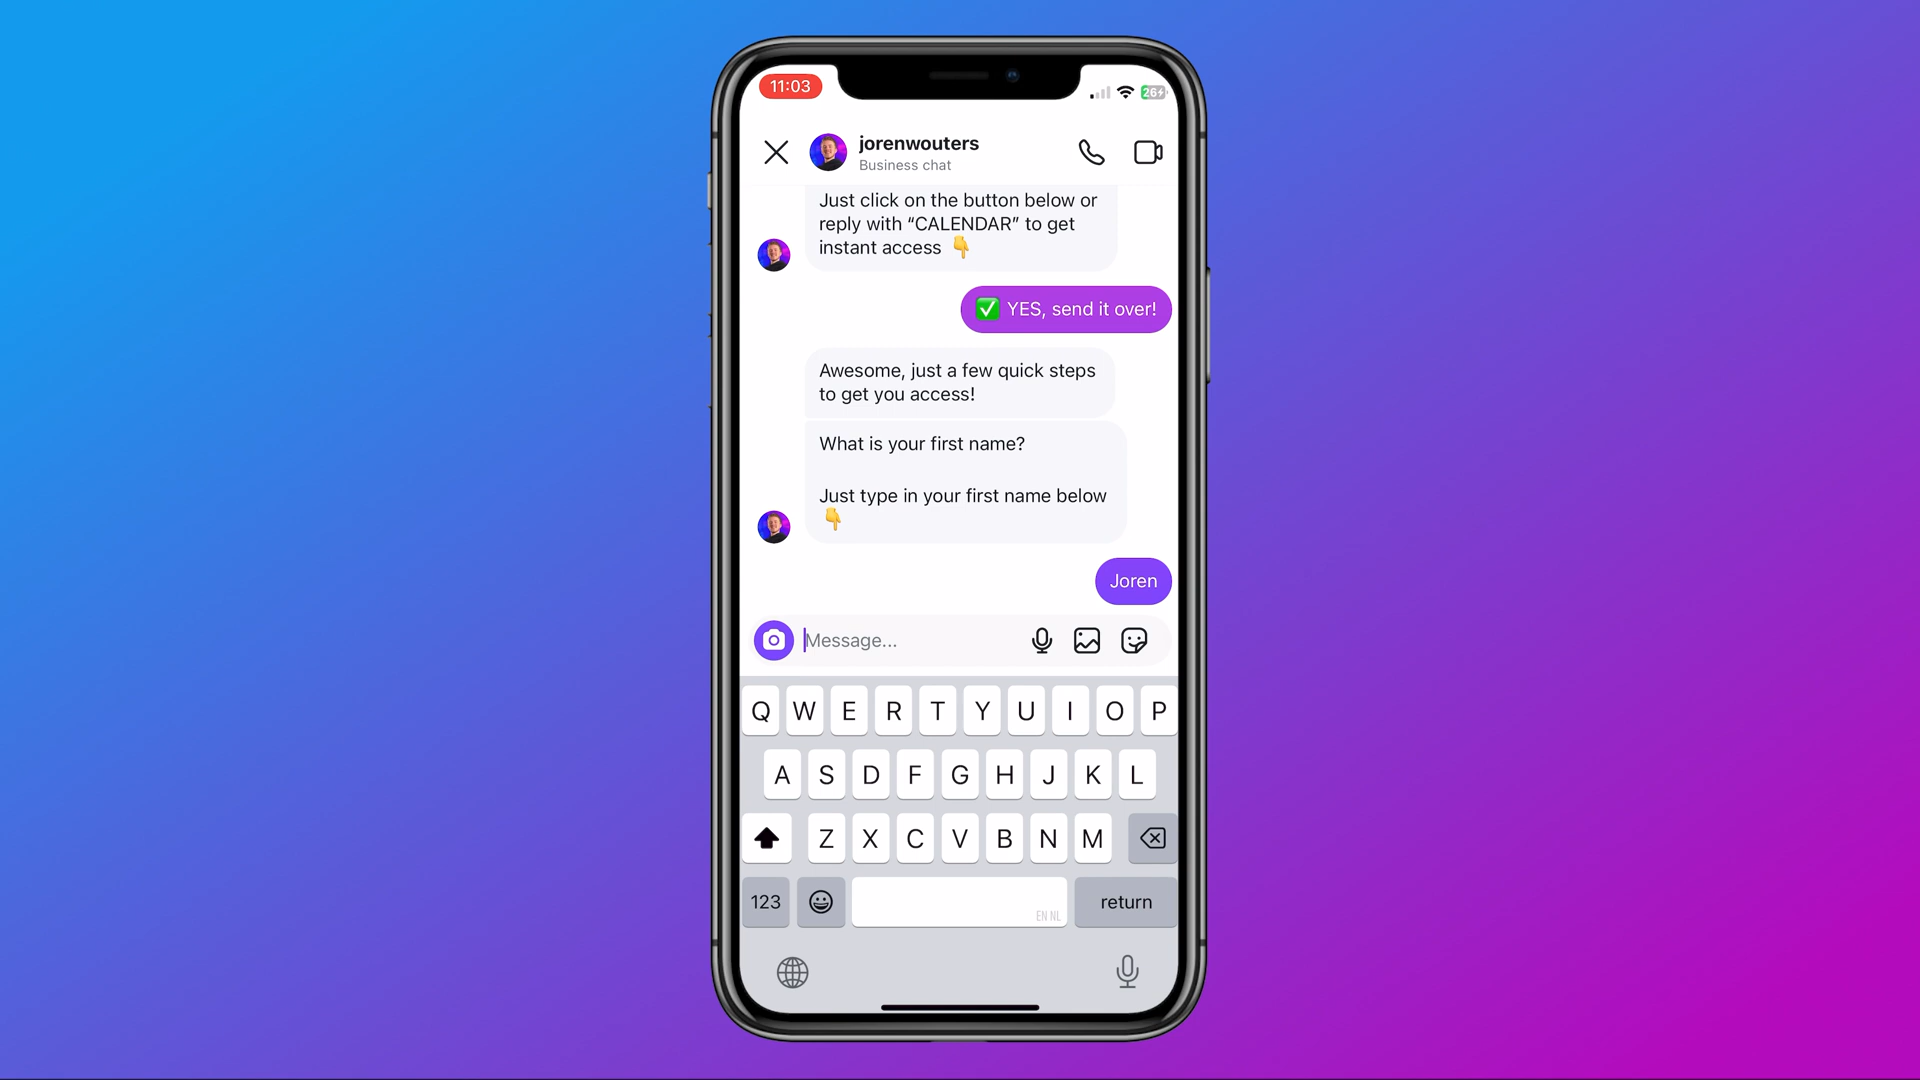 11:03
26
jorenwouters
Business chat
Just click on the button below or
reply with “CALENDAR” to get
instant access 👇
✅ YES, send it over!
Awesome, just a few quick steps
to get you access!
What is your first name?
Just type in your first name below
👇
Joren
Message...
Q W E R T Y U I O P
A S D F G H J K L
Z X C V B N M
123
EN NL
return